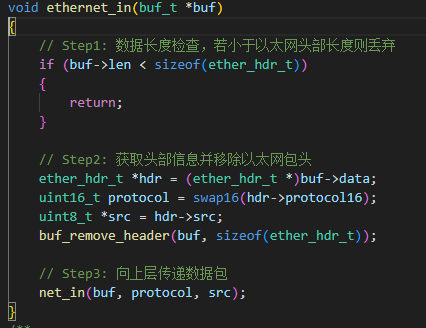 void ethernet_in(buf_t *buf)
{
    // Step1: 数据长度检查，若小于以太网头部长度则丢弃
    if (buf->len < sizeof(ether_hdr_t))
    {
        return;
    }

    // Step2: 获取头部信息并移除以太网包头
    ether_hdr_t *hdr = (ether_hdr_t *)buf->data;
    uint16_t protocol = swap16(hdr->protocol16);
    uint8_t *src = hdr->src;
    buf_remove_header(buf, sizeof(ether_hdr_t));

    // Step3: 向上层传递数据包
    net_in(buf, protocol, src);
}
/**